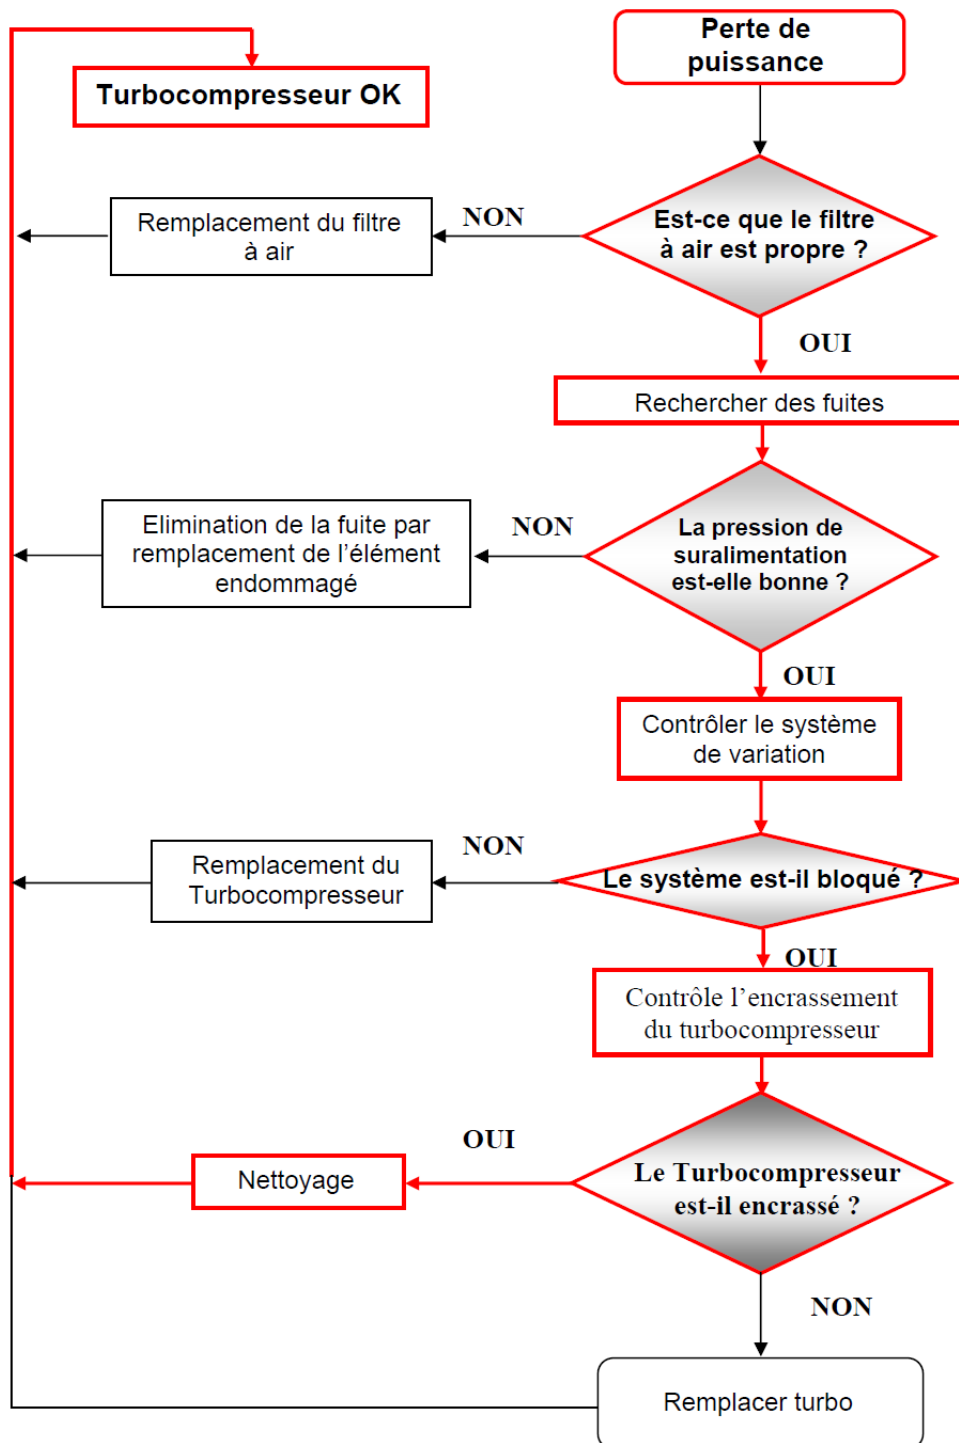 Perte de
puissance
Turbocompresseur OK
Est-ce que le filtre
à air est propre ?
NON
Remplacement du filtre
à air
OUI
Rechercher des fuites
La pression de
suralimentation
est-elle bonne ?
NON
Elimination de la fuite par
remplacement de l'élément
endommagé
OUI
Contrôler le système
de variation
Le système est-il bloqué ?
NON
Remplacement du
Turbocompresseur
OUI
Contrôle l'encrassement
du turbocompresseur
Le Turbocompresseur
est-il encrassé ?
OUI
Nettoyage
NON
Remplacer turbo